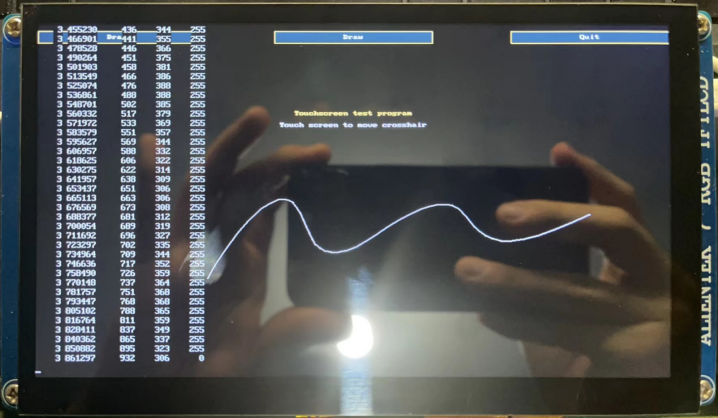 3 455230 436 344 255
3 466901 441 355 255
Draw Quit
3 478528 446 366 255
3 490264 451 375 255
3 501903 458 381 255
3 513549 466 386 255
3 525074 476 388 255
3 536861 488 388 255
3 548701 502 385 255
3 560332 517 379 255
3 571972 533 369 255
3 583579 551 357 255
3 595627 569 344 255
3 606957 588 332 255
3 618625 606 322 255
3 630275 622 314 255
3 641957 638 309 255
3 653437 651 306 255
3 665113 663 306 255
3 676569 673 308 255
3 688377 681 312 255
3 700054 689 319 255
3 711692 696 327 255
3 723297 702 335 255
3 734964 709 344 255
3 746636 717 352 255
3 758490 726 359 255
3 770148 737 364 255
3 781757 751 368 255
3 793447 768 368 255
3 805102 788 365 255
3 816764 811 359 255
3 828411 837 349 255
3 840362 865 337 255
3 850882 895 323 255
3 861297 932 306 0
Touchscreen test program
Touch screen to move crosshair
ALIENTEK 7" RGB TFTLCD